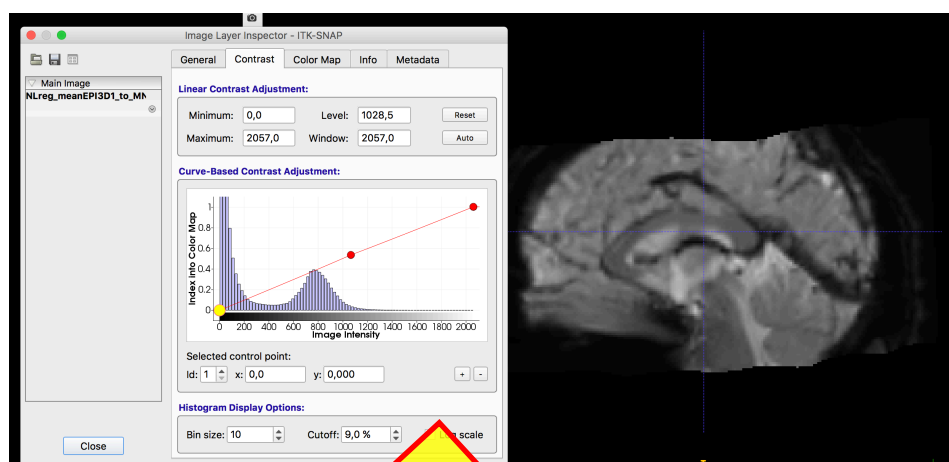 Image Layer Inspector - ITK-SNAP
General Contrast Color Map Info Metadata
Main Image
NLreg_meanEPI3D1_to_MN
Linear Contrast Adjustment:
Minimum: 0,0 Level: 1028,5 Reset
Maximum: 2057,0 Window: 2057,0 Auto
Curve-Based Contrast Adjustment:
Index into Color Map
1
0.8
0.6
0.4
0.2
0
0 200 400 600 800 1000 1200 1400 1600 1800 2000
Image Intensity
Selected control point:
Id: 1 x: 0,0 y: 0,000 + -
Histogram Display Options:
Bin size: 10 Cutoff: 9,0 % scale
Close